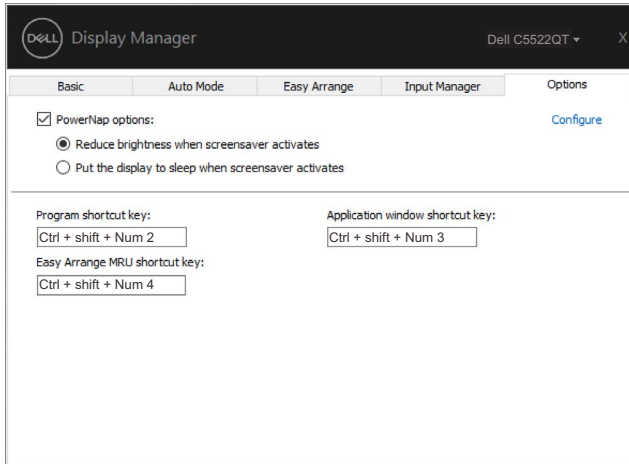 DELL Display Manager Dell C5522QT X
Basic Auto Mode Easy Arrange Input Manager Options
PowerNap options: Configure
Reduce brightness when screensaver activates
Put the display to sleep when screensaver activates
Program shortcut key: Application window shortcut key:
Ctrl + shift + Num 2 Ctrl + shift + Num 3
Easy Arrange MRU shortcut key:
Ctrl + shift + Num 4